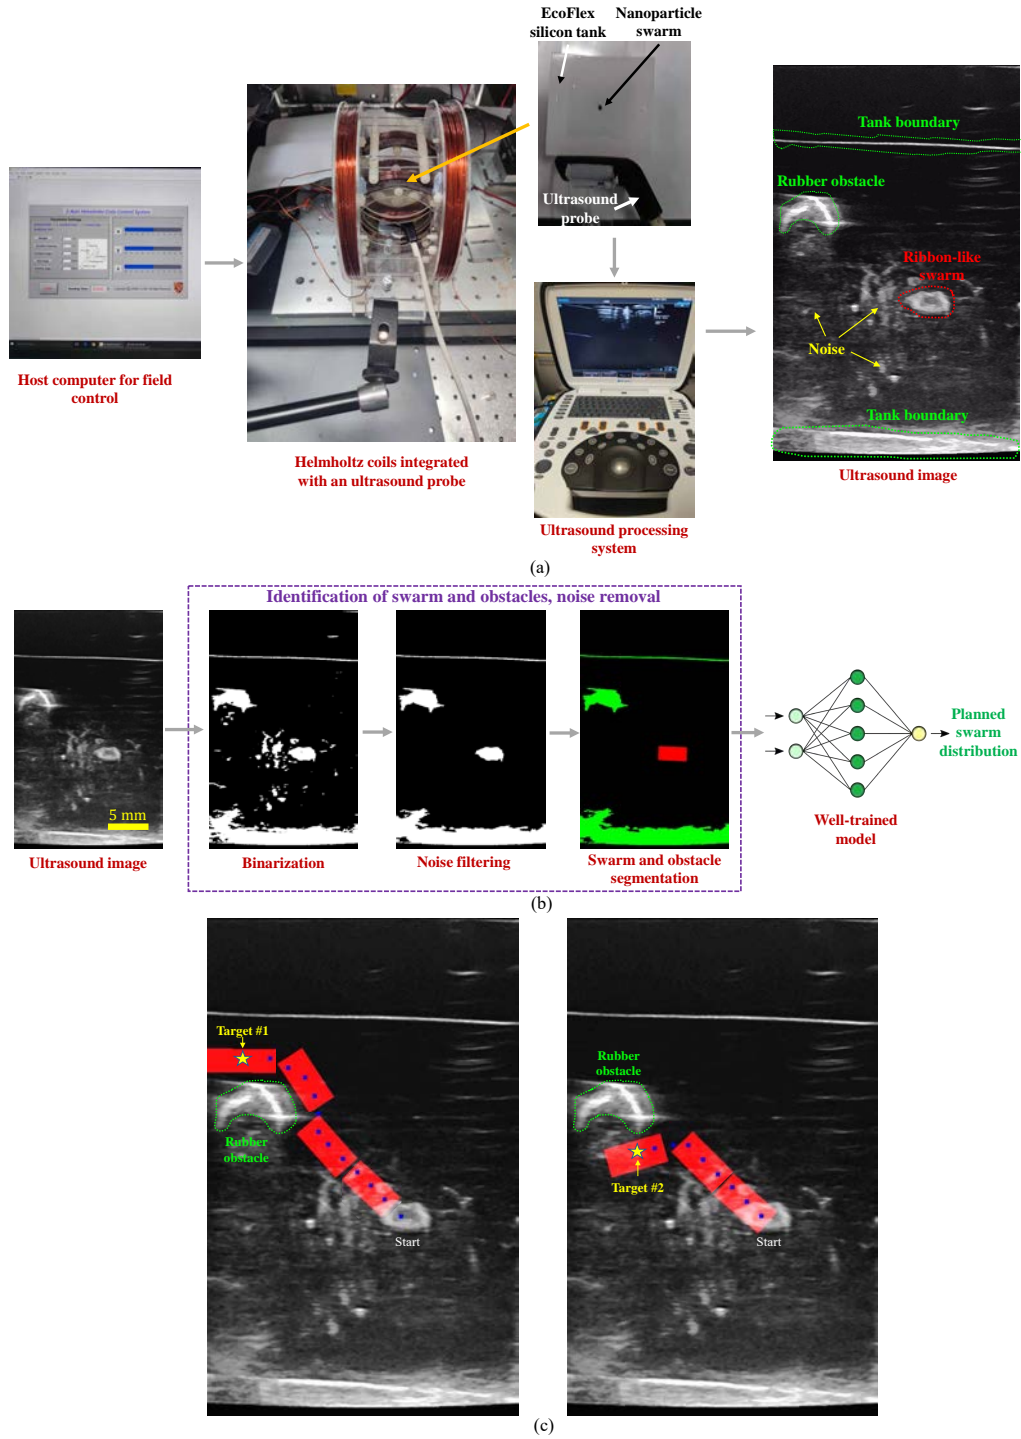 EcoFlex
silicon tank
Nanoparticle
swarm
Ultrasound
probe
Tank boundary
Rubber obstacle
Ribbon-like
swarm
Noise
Tank boundary
Ultrasound image
Host computer for field
control
Helmholtz coils integrated
with an ultrasound probe
Ultrasound processing
system
(a)
Identification of swarm and obstacles, noise removal
5 mm
Ultrasound image
Binarization
Noise filtering
Swarm and obstacle
segmentation
Planned
swarm
distribution
Well-trained
model
(b)
Target #1
Rubber
obstacle
Start
Rubber
obstacle
Target #2
Start
(c)